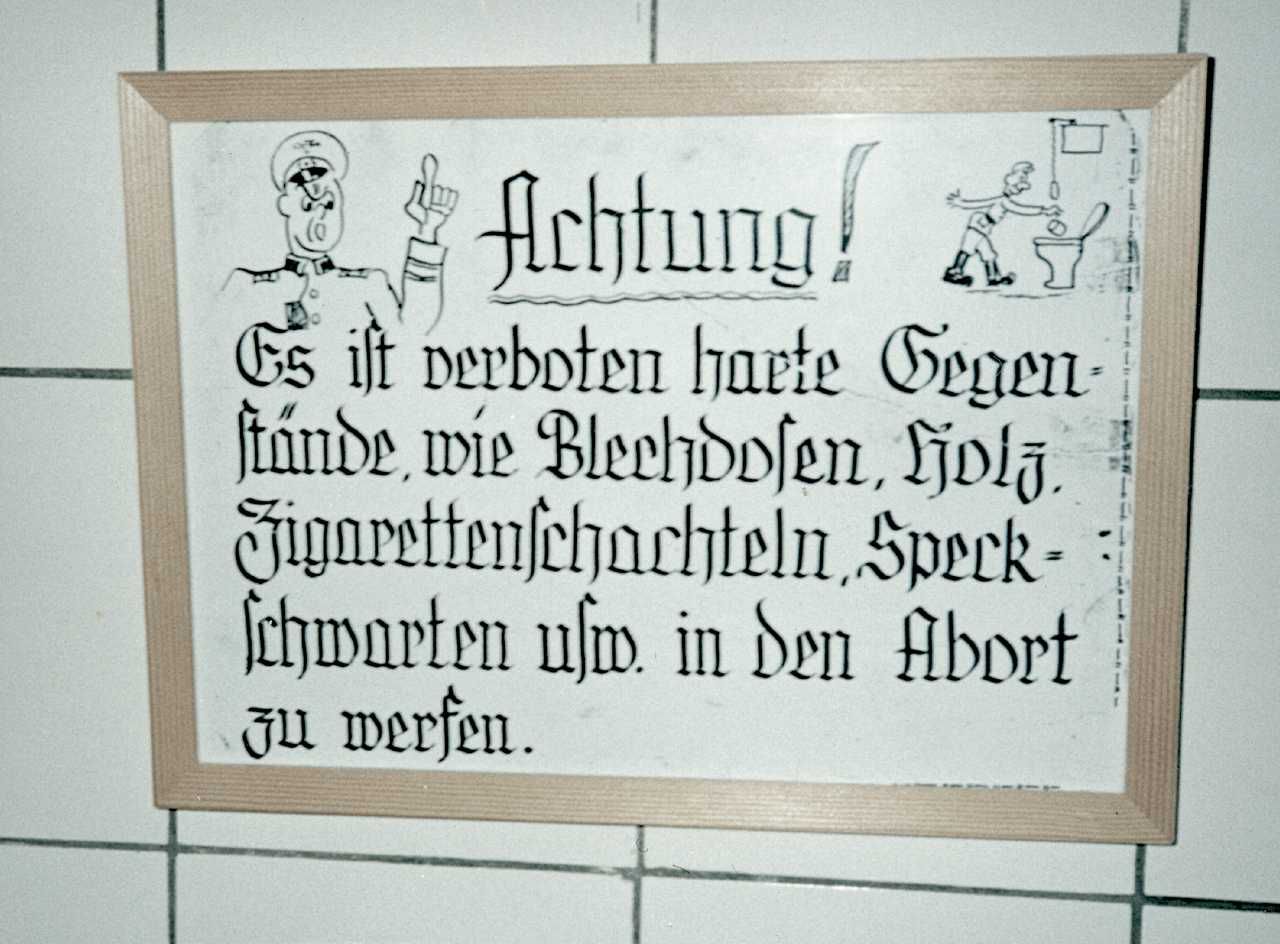 Achtung!
Es iſt verboten harte Gegen=
ſtände, wie Blechdoſen, Holz,
Zigarettenſchachteln, Speck=
ſchwarten uſw. in den Abort
zu werfen.